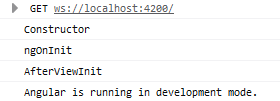 GET ws://localhost:4200/
Constructor
ngOnInit
AfterViewInit
Angular is running in development mode.